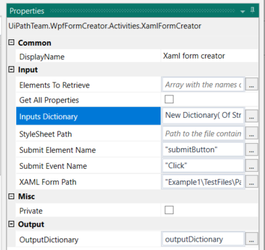 Properties
UiPathTeam.WpfFormCreator.Activities.XamlFormCreator
Common
DisplayName Xaml form creator
Input
Elements To Retrieve Array with the names o
Get All Properties
Inputs Dictionary New Dictionary( Of Str ...
StyleSheet Path Path to the file contain ...
Submit Element Name "submitButton" ...
Submit Event Name "Click" ...
XAML Form Path "Example1\TestFiles\Pa ...
Misc
Private
Output
OutputDictionary outputDictionary ...